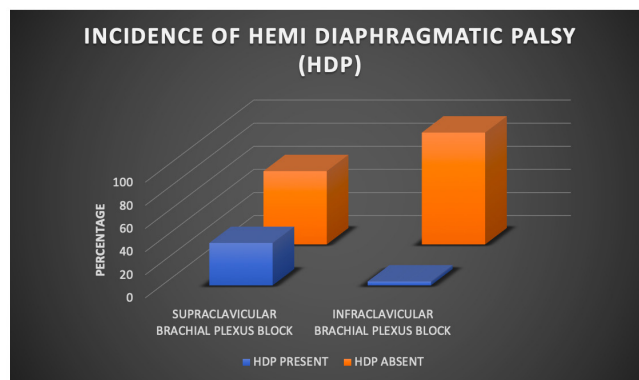 INCIDENCE OF HEMI DIAPHRAGMATIC PALSY
(HDP)
PERCENTAGE
100
80
60
40
20
0
SUPRACLAVICULAR
BRACHIAL PLEXUS BLOCK
INFRACLAVICULAR
BRACHIAL PLEXUS BLOCK
HDP PRESENT
HDP ABSENT